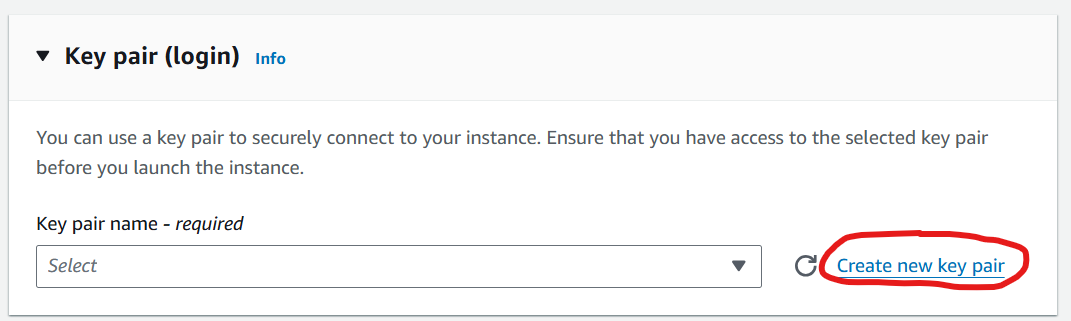 Key pair (login) Info
You can use a key pair to securely connect to your instance. Ensure that you have access to the selected key pair
before you launch the instance.
Key pair name - required
Select
Create new key pair